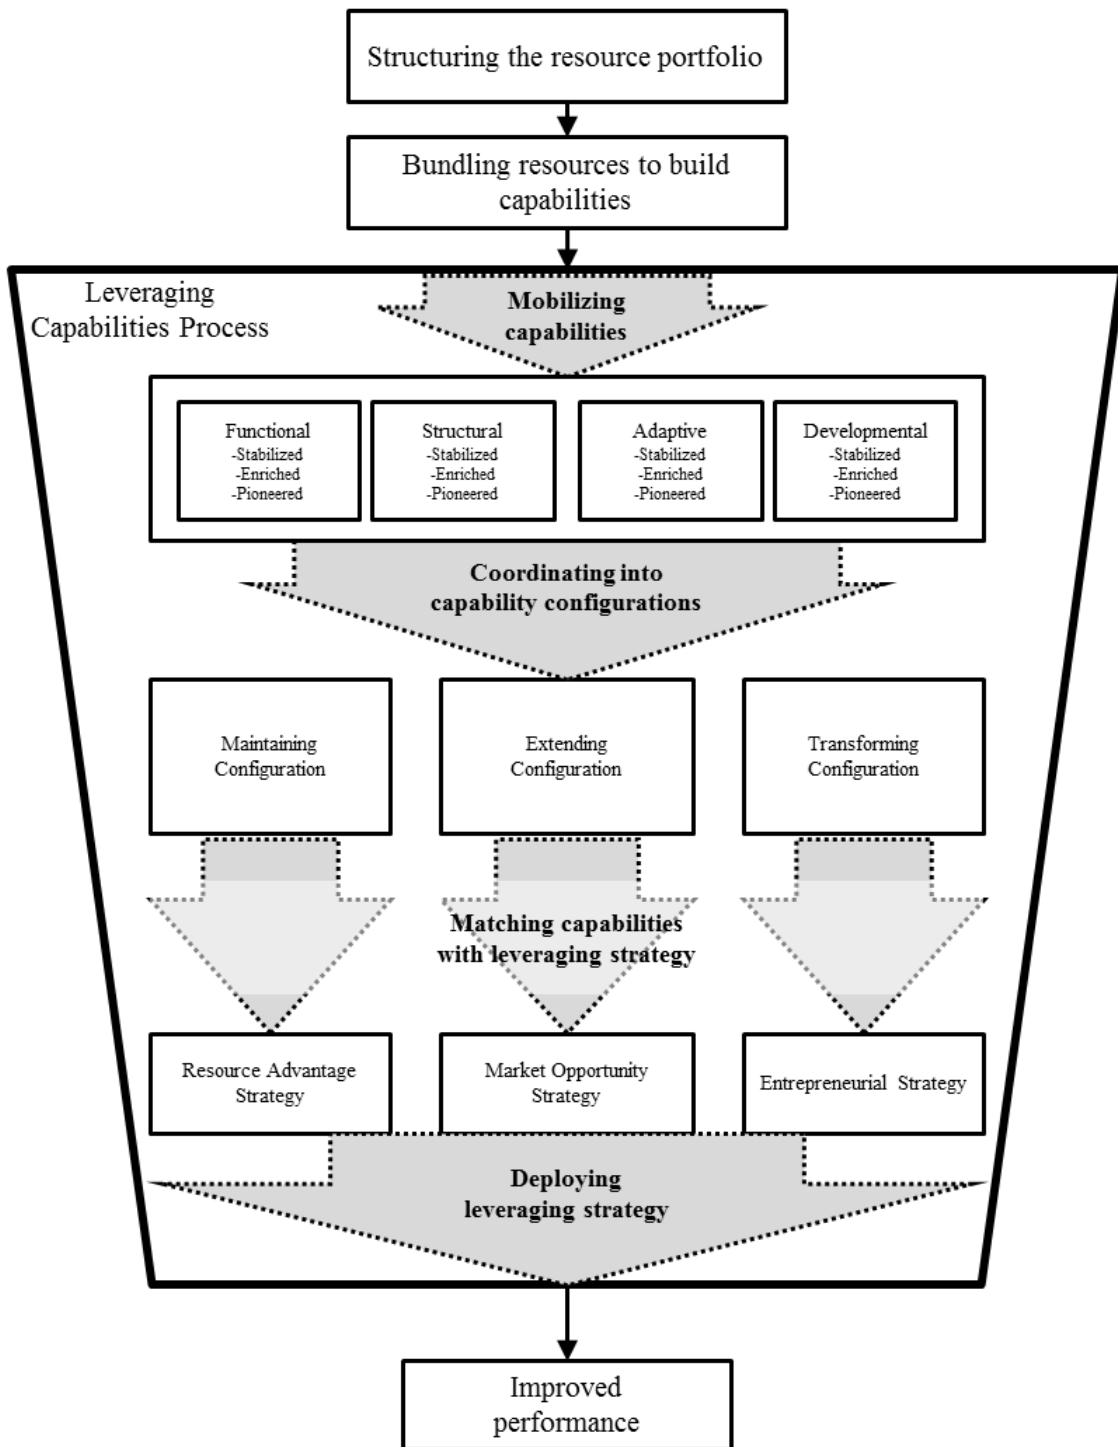 Structuring the resource portfolio
Bundling resources to build
capabilities
Leveraging
Capabilities Process
Mobilizing
capabilities
Functional
-Stabilized
-Enriched
-Pioneered
Structural
-Stabilized
-Enriched
-Pioneered
Adaptive
-Stabilized
-Enriched
-Pioneered
Developmental
-Stabilized
-Enriched
-Pioneered
Coordinating into
capability configurations
Maintaining
Configuration
Extending
Configuration
Transforming
Configuration
Matching capabilities
with leveraging strategy
Resource Advantage
Strategy
Market Opportunity
Strategy
Entrepreneurial Strategy
Deploying
leveraging strategy
Improved
performance